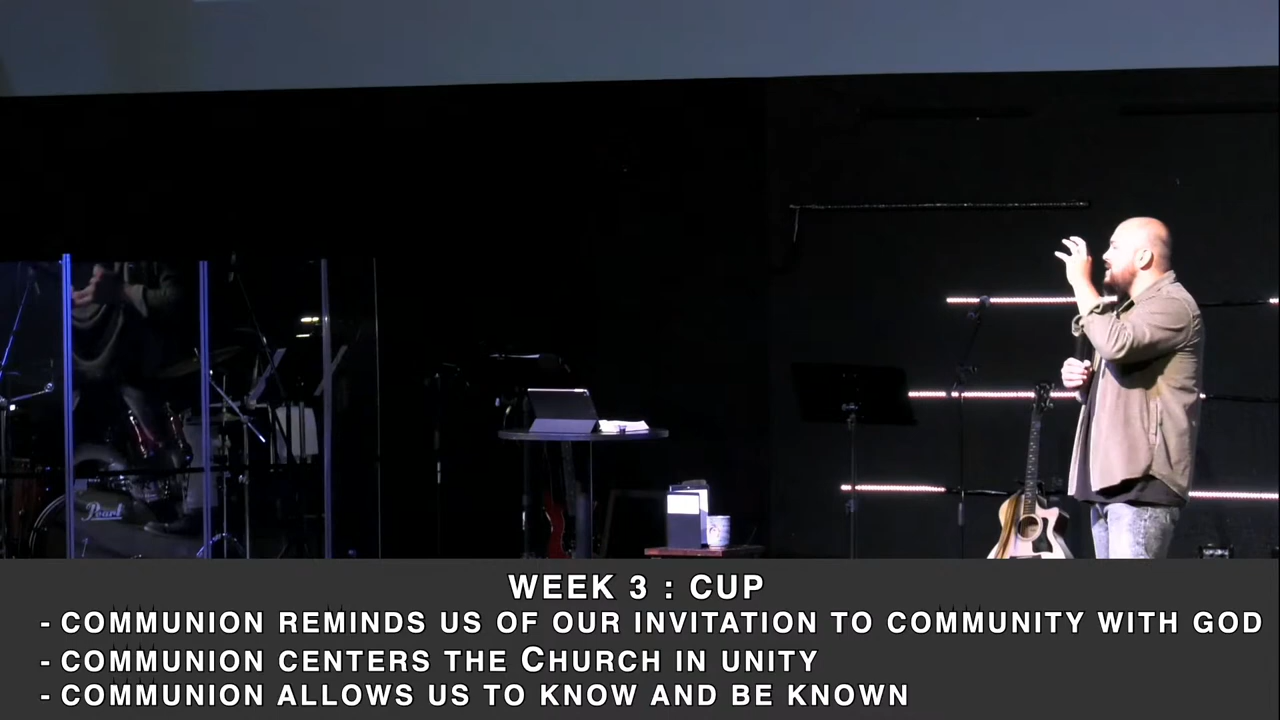 Pearl
WEEK 3 : CUP
- COMMUNION REMINDS US OF OUR INVITATION TO COMMUNITY WITH GOD
- COMMUNION CENTERS THE CHURCH IN UNITY
- COMMUNION ALLOWS US TO KNOW AND BE KNOWN